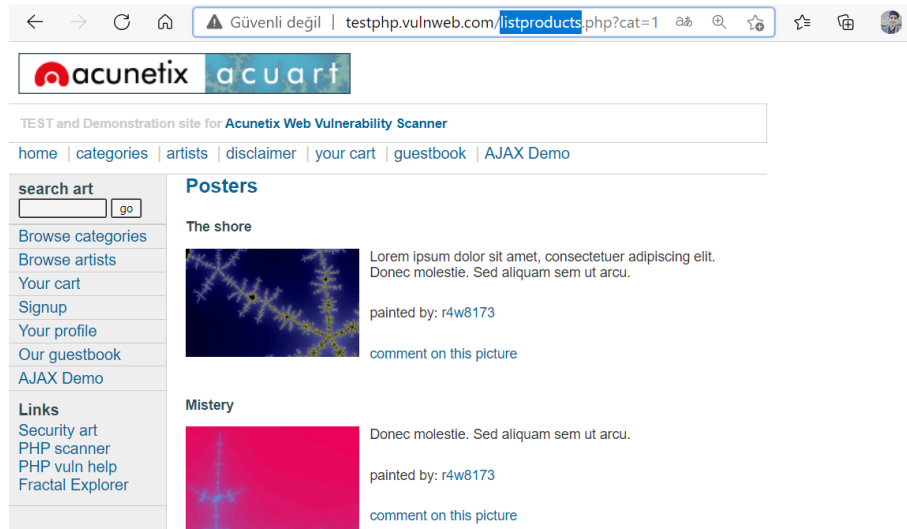 Güvenli değil | testphp.vulnweb.com/listproducts.php?cat=1 aあ
acunetix acuart
TEST and Demonstration site for Acunetix Web Vulnerability Scanner
home | categories | artists | disclaimer | your cart | guestbook | AJAX Demo
search art
go
Browse categories
Browse artists
Your cart
Signup
Your profile
Our guestbook
AJAX Demo
Links
Security art
PHP scanner
PHP vuln help
Fractal Explorer
Posters
The shore
Lorem ipsum dolor sit amet, consectetuer adipiscing elit.
Donec molestie. Sed aliquam sem ut arcu.
painted by: r4w8173
comment on this picture
Mistery
Donec molestie. Sed aliquam sem ut arcu.
painted by: r4w8173
comment on this picture